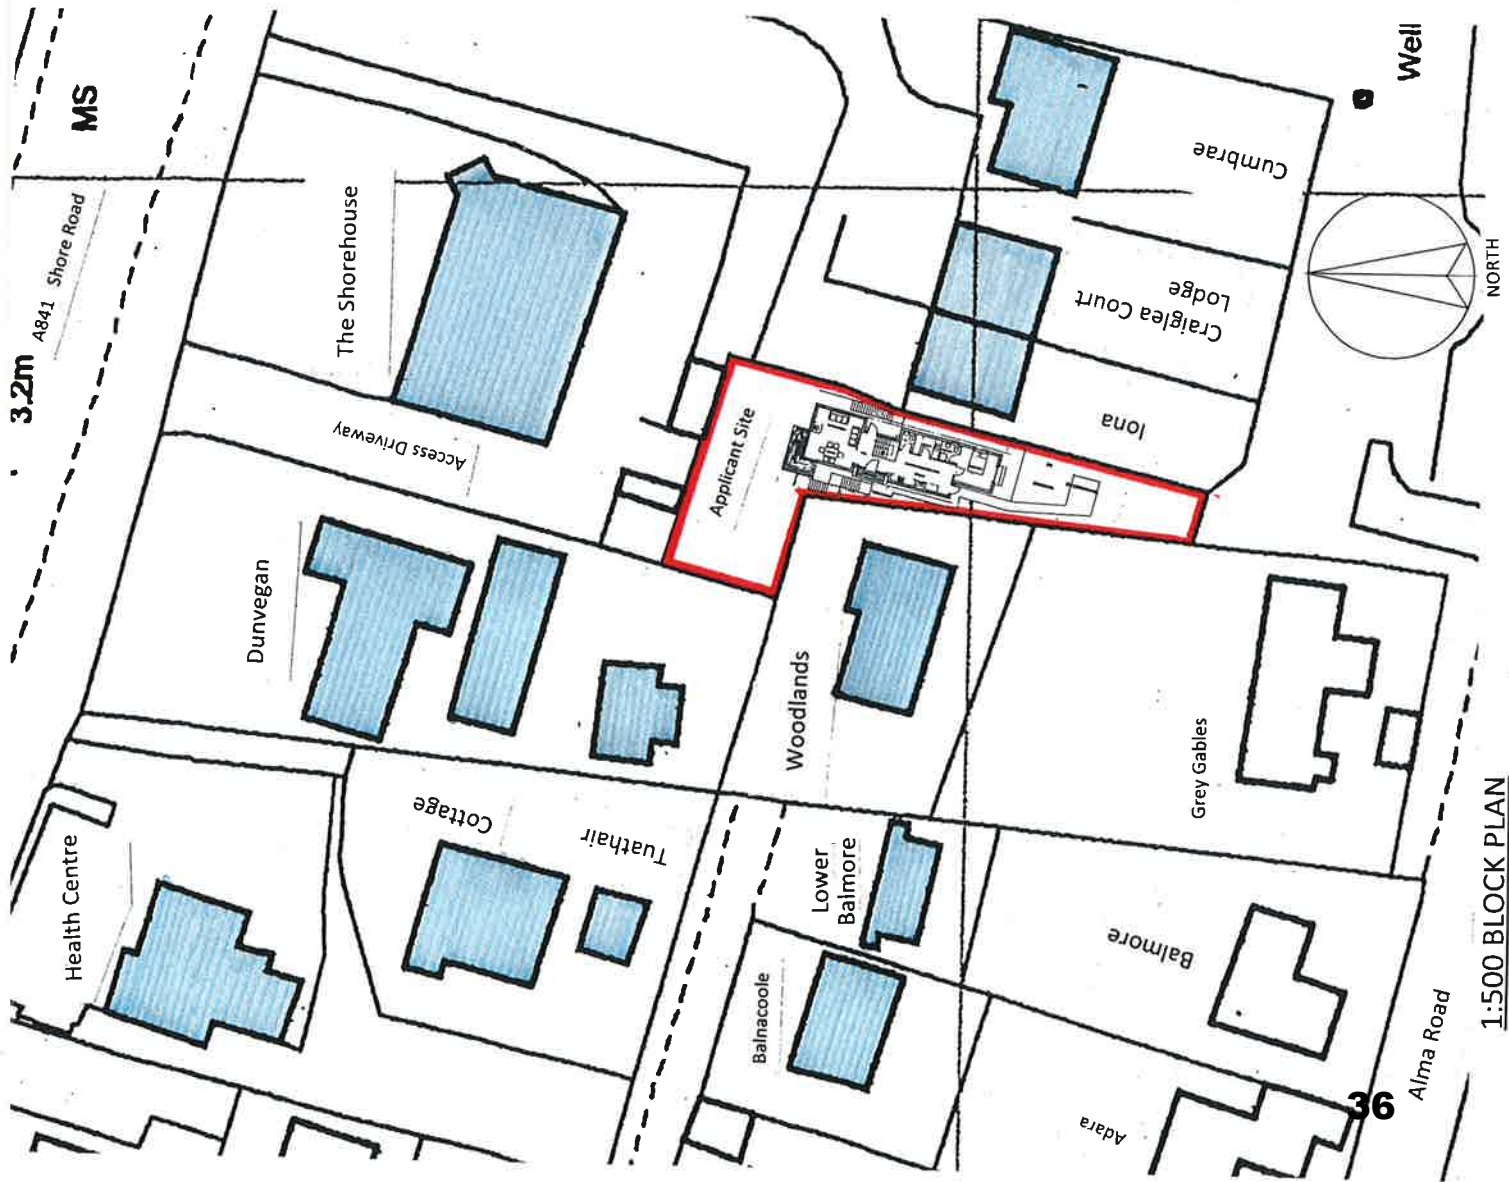 MS
3.2m
A841 Shore Road
The Shorehouse
Access Driveway
Dunvegan
Health Centre
Cottage
Tuathair
Applicant Site
Woodlands
Lower
Balmore
Balnacoole
Well
Cumbrae
Craiglea Court
Lodge
Iona
NORTH
Grey Gables
Balmore
Adara
Alma Road
36
1:500 BLOCK PLAN